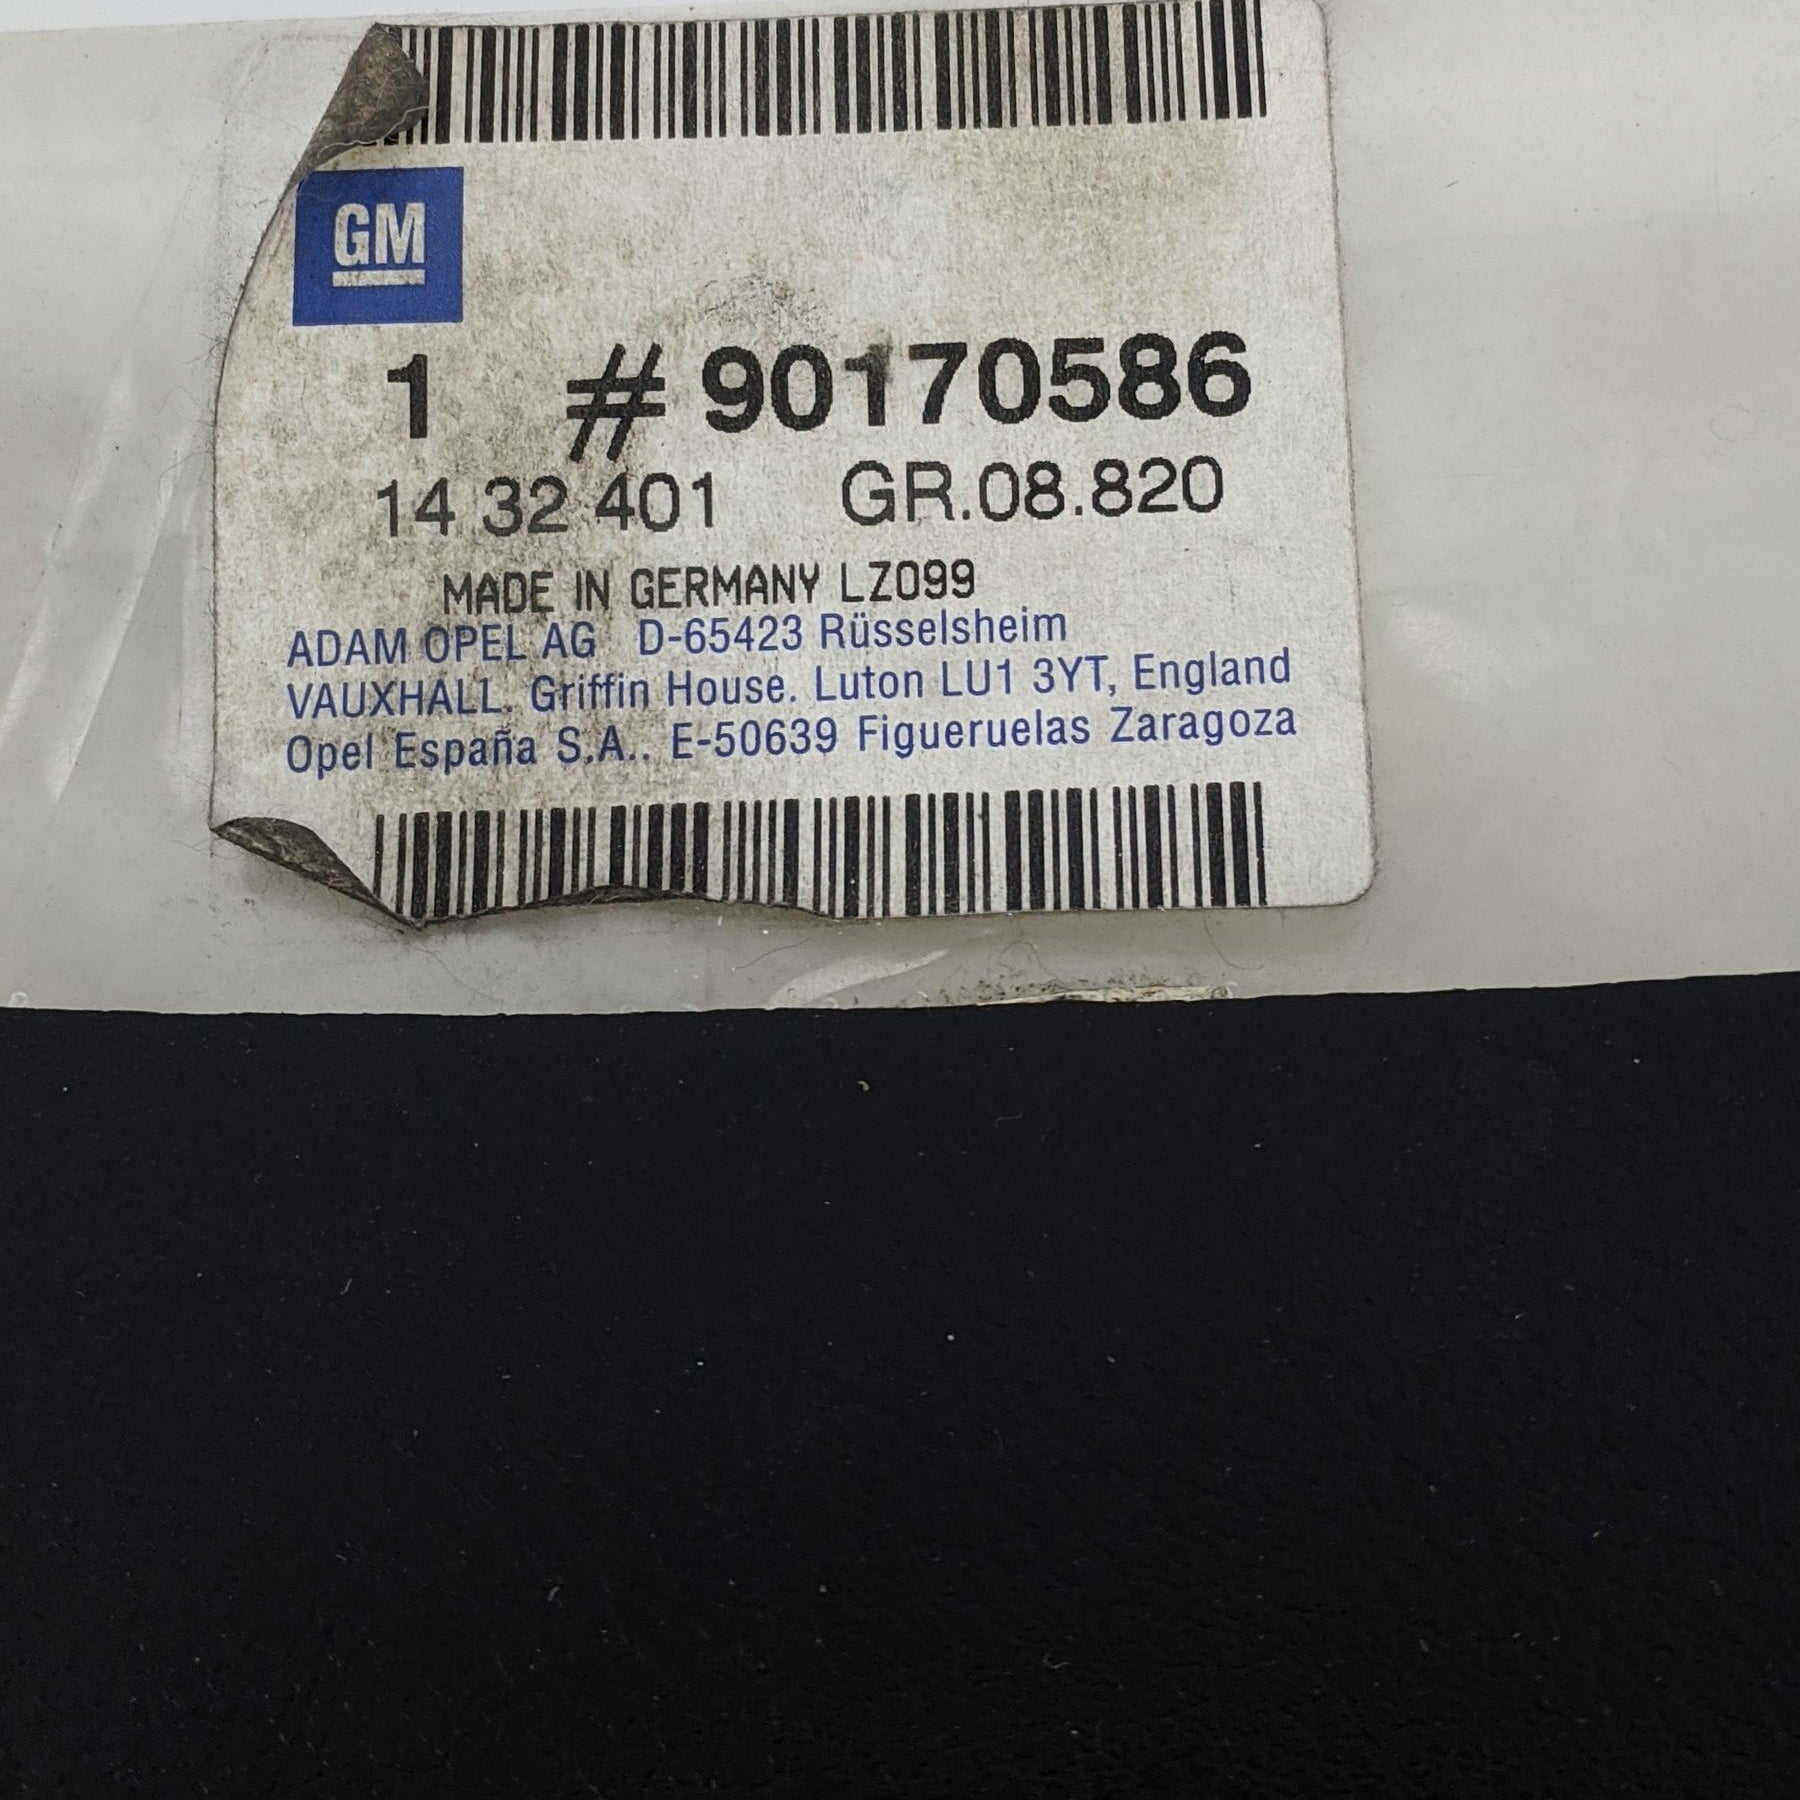 GM
1 # 90170586
14 32 401 GR.08.820
MADE IN GERMANY LZ099
ADAM OPEL AG D-65423 Rüsselsheim
VAUXHALL. Griffin House. Luton LU1 3YT, England
Opel España S.A.. E-50639 Figueruelas Zaragoza